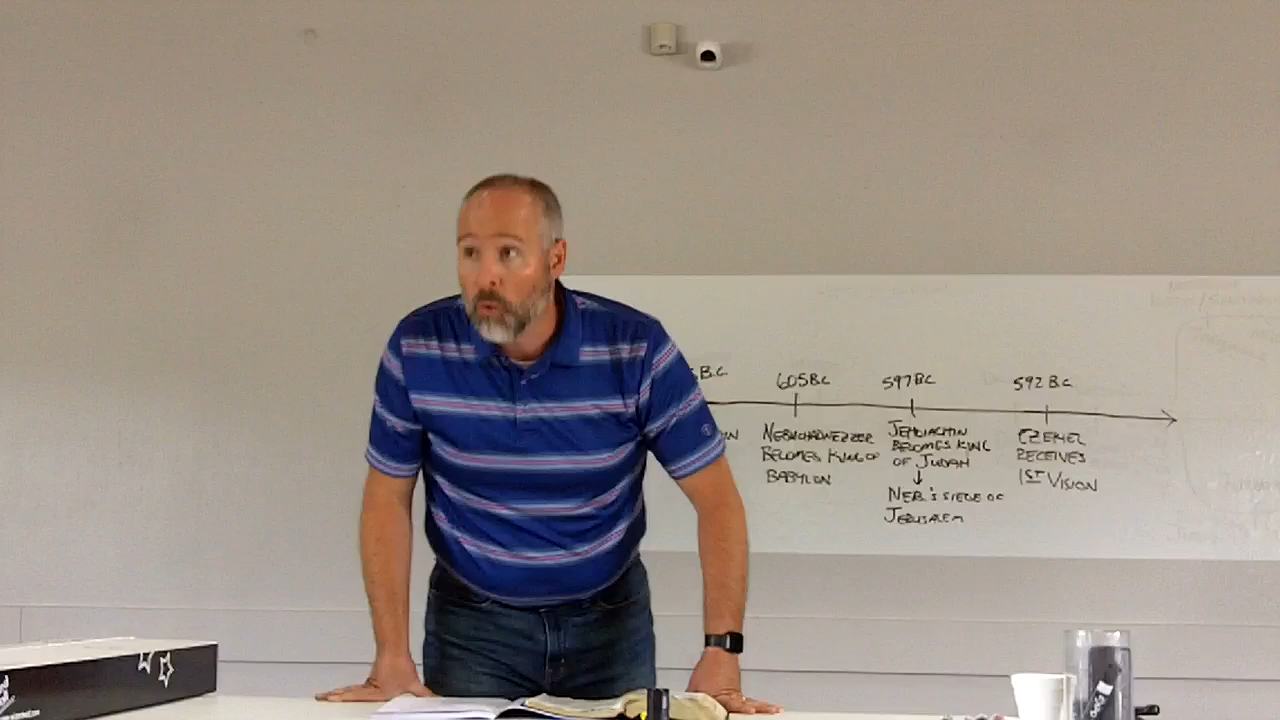 B.C
605BC
597BC
592 B.C
NEBUCHADNEZZER
BECOMES KING OF
BABYLON
JEHOIACHIN
BECOMES KING
OF JUDAH
↓
NEB.'S SIEGE OF
JERUSALEM
EZEKIEL
RECEIVES
1ST VISION